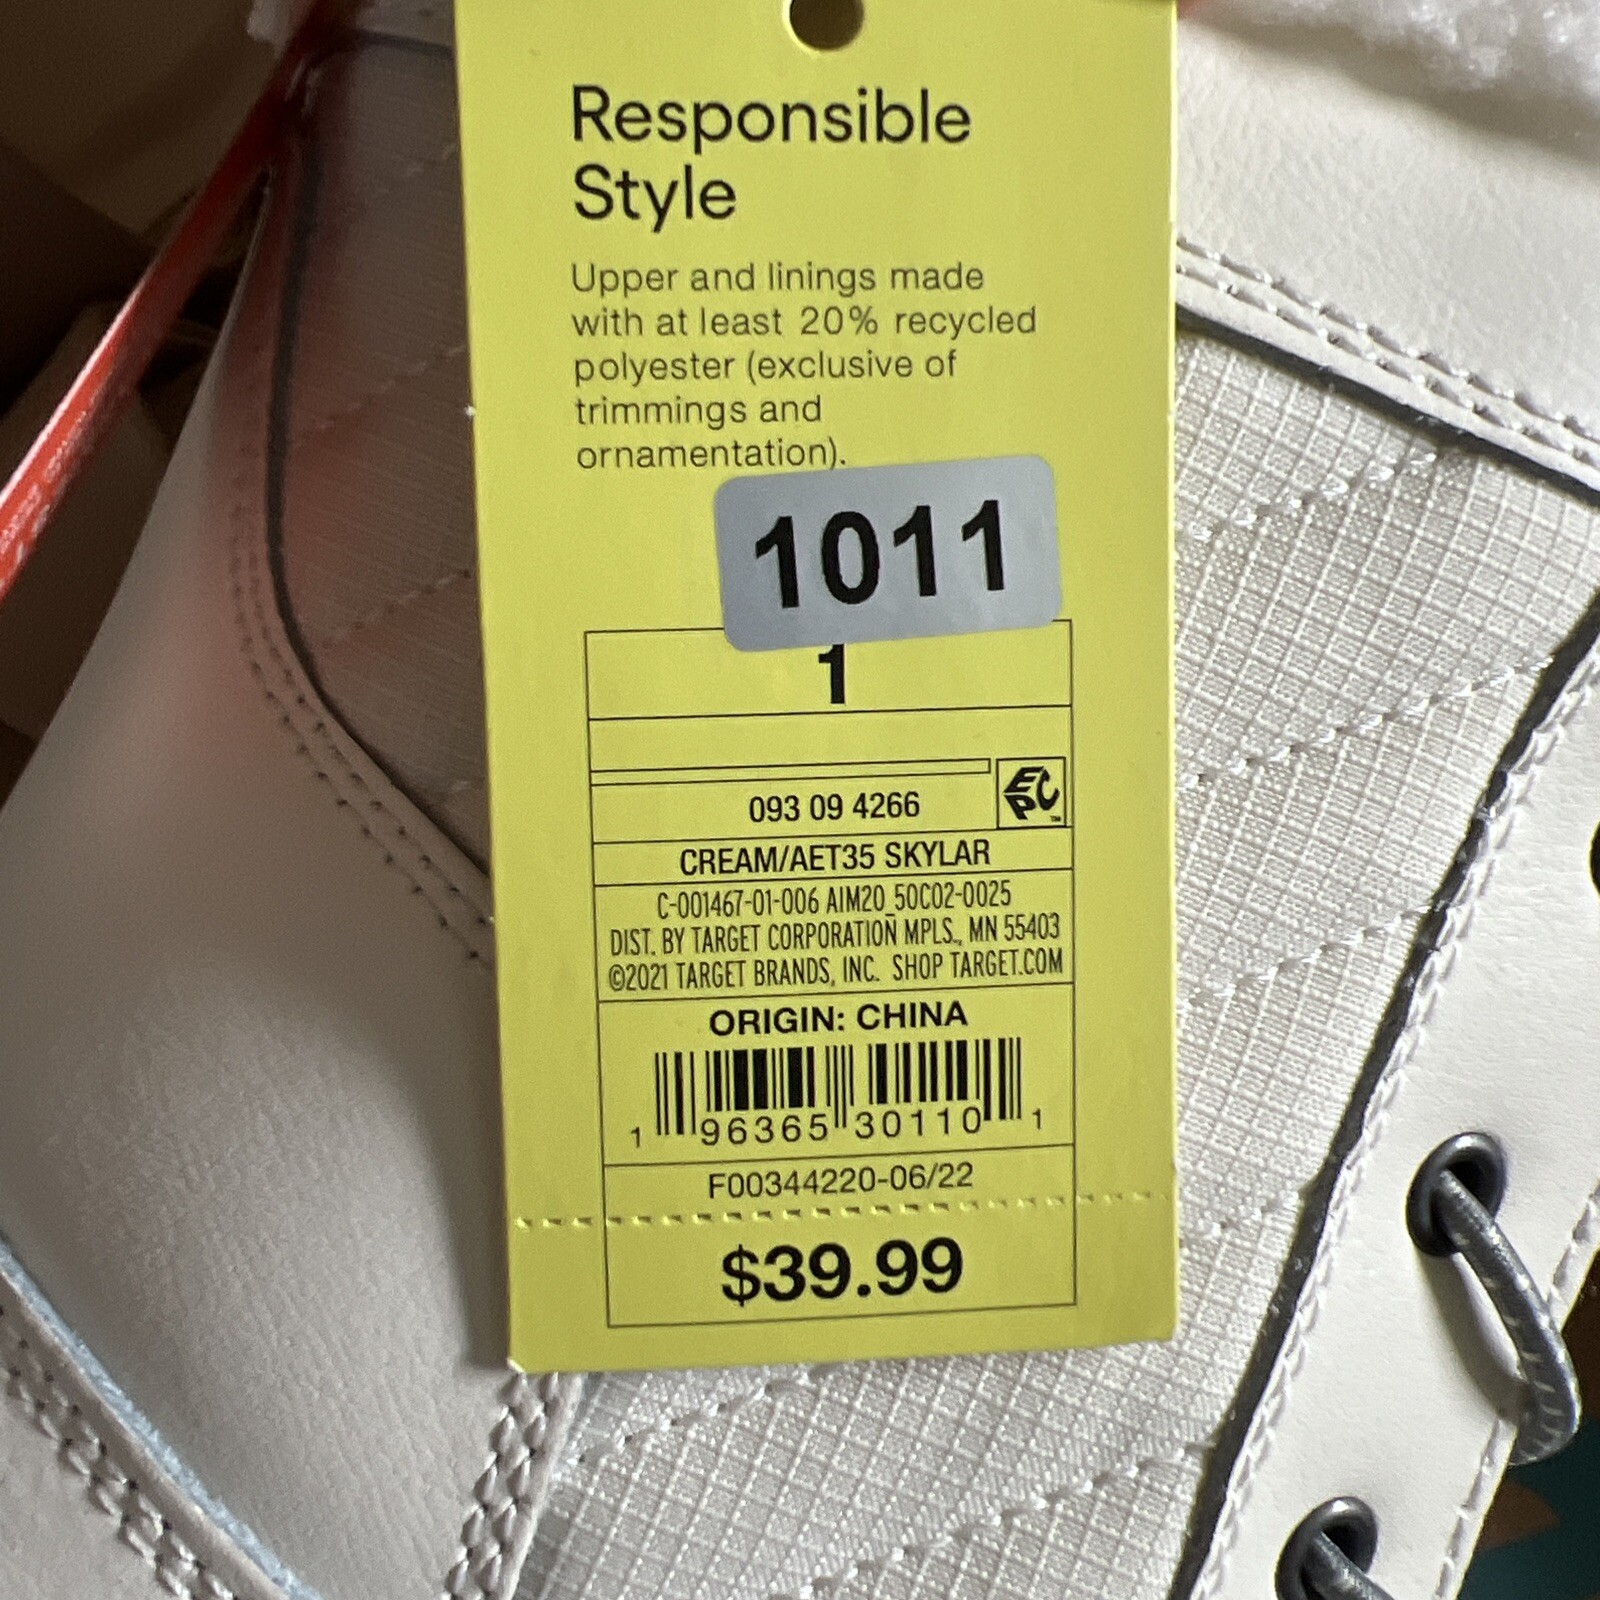 Responsible
Style
Upper and linings made
with at least 20% recycled
polyester (exclusive of
trimmings and
ornamentation).
1011
1
093 09 4266
EPC™
CREAM/AET35 SKYLAR
C-001467-01-006 AIM20_50C02-0025
DIST. BY TARGET CORPORATION MPLS., MN 55403
©2021 TARGET BRANDS, INC. SHOP TARGET.COM
ORIGIN: CHINA
1 96365 30110 1
F00344220-06/22
$39.99